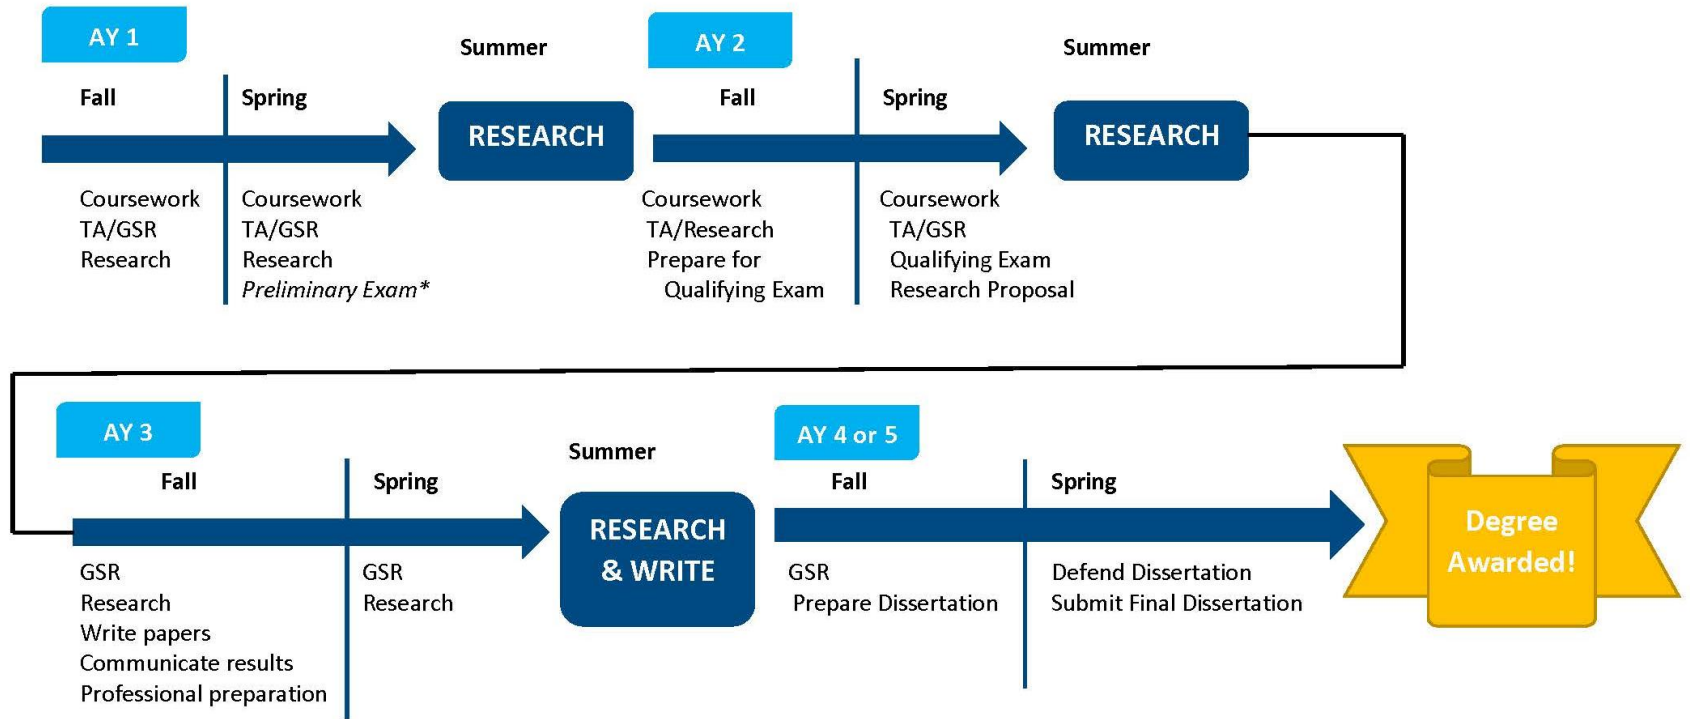 AY 1
Fall
Spring
Coursework
TA/GSR
Research
Coursework
TA/GSR
Research
Preliminary Exam*
Summer
RESEARCH
AY 2
Fall
Spring
Coursework
TA/Research
Prepare for
Qualifying Exam
Coursework
TA/GSR
Qualifying Exam
Research Proposal
Summer
RESEARCH
AY 3
Fall
Spring
GSR
Research
Write papers
Communicate results
Professional preparation
GSR
Research
Summer
RESEARCH
& WRITE
AY 4 or 5
Fall
Spring
GSR
Prepare Dissertation
Defend Dissertation
Submit Final Dissertation
Degree
Awarded!